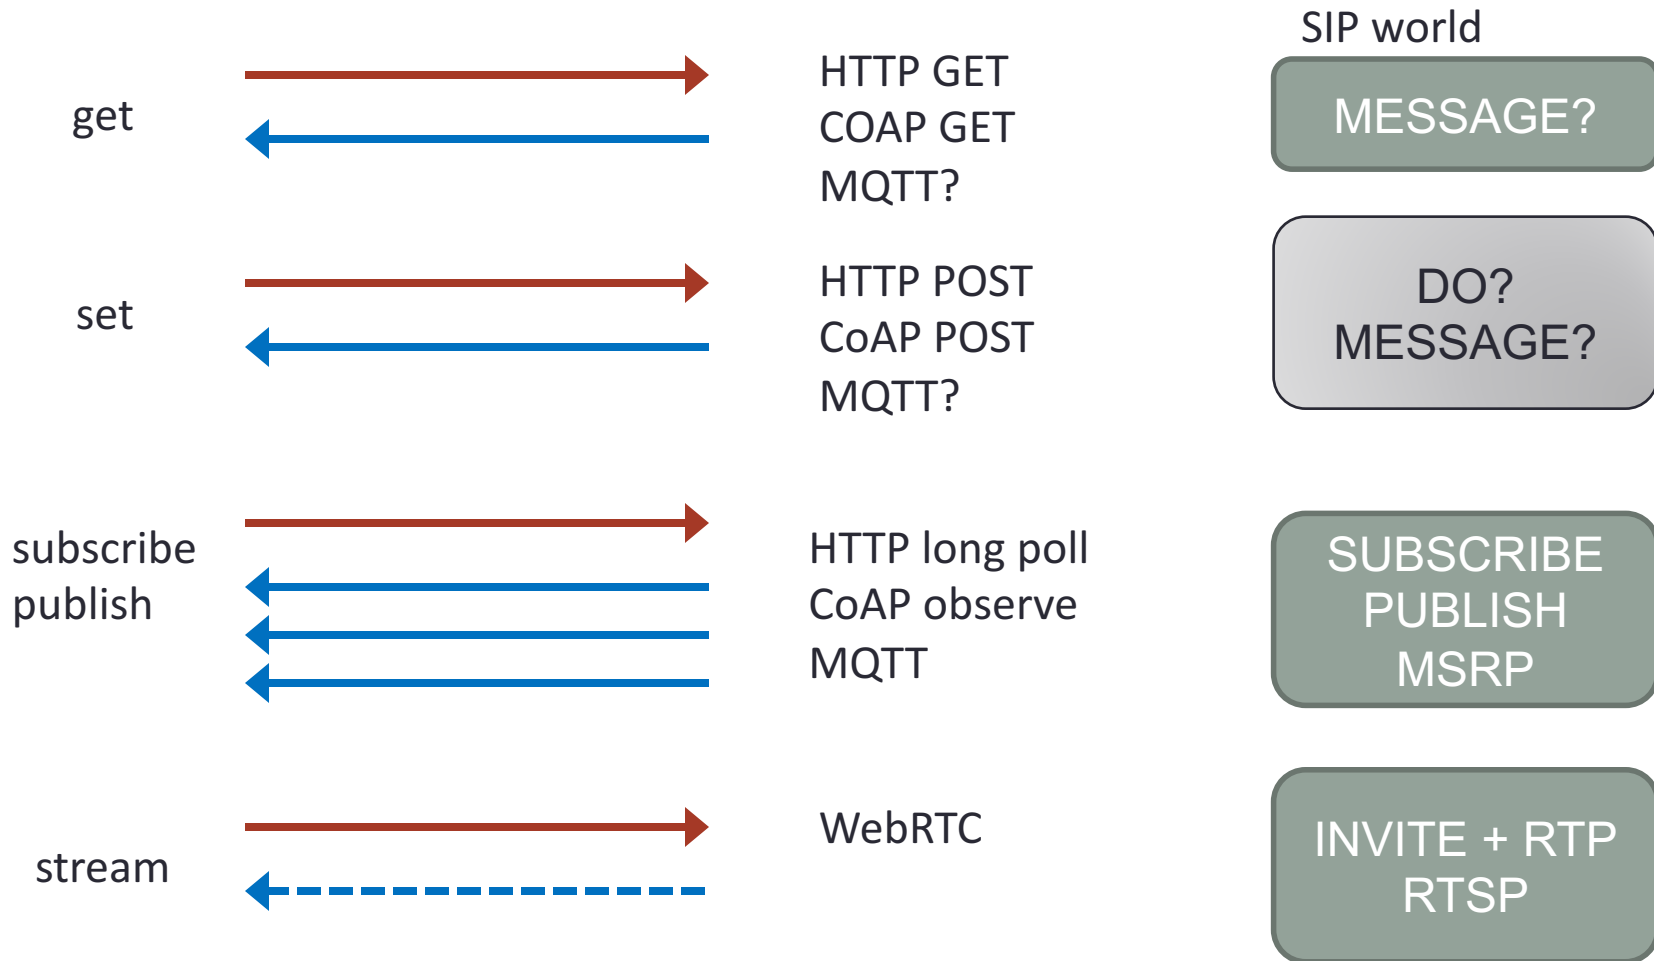 SIP world
get
HTTP GET
COAP GET
MQTT?
MESSAGE?
set
HTTP POST
CoAP POST
MQTT?
DO?
MESSAGE?
subscribe
publish
HTTP long poll
CoAP observe
MQTT
SUBSCRIBE
PUBLISH
MSRP
stream
WebRTC
INVITE + RTP
RTSP